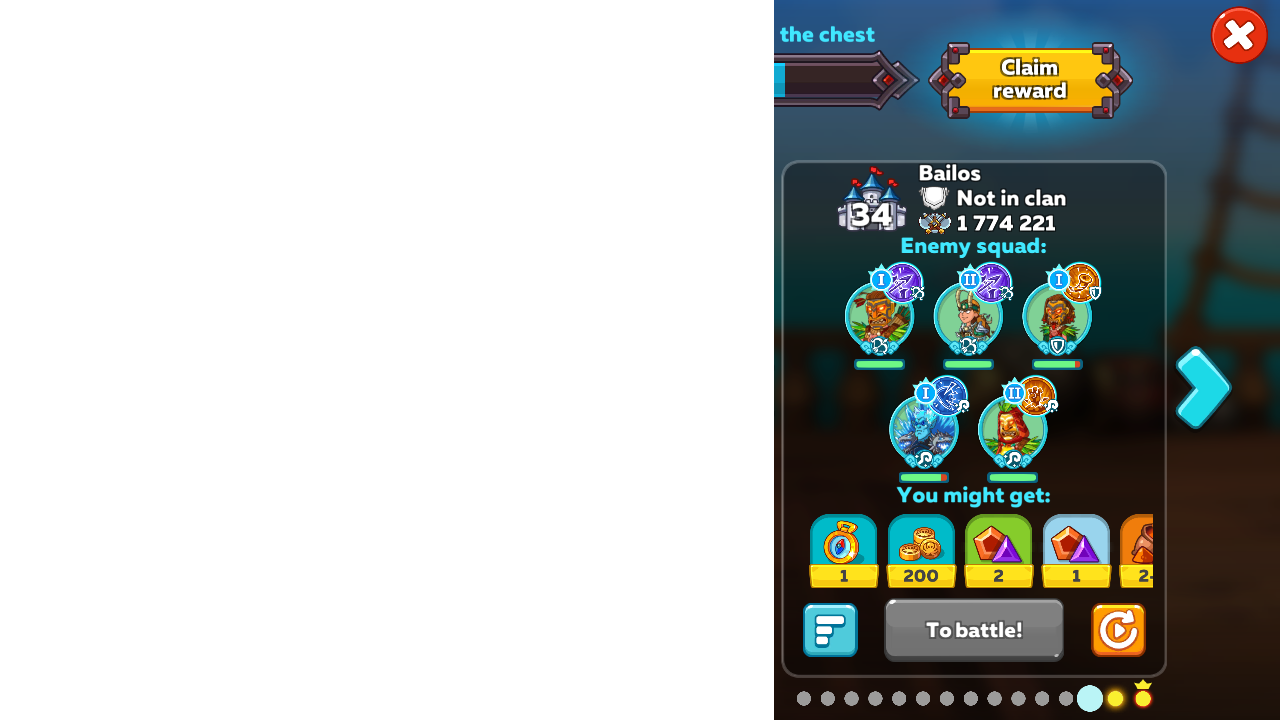 the chest
Claim
reward
Bailos
34
Not in clan
1 774 221
Enemy squad:
I
II
I
I
II
You might get:
1
200
2
1
2-
To battle!